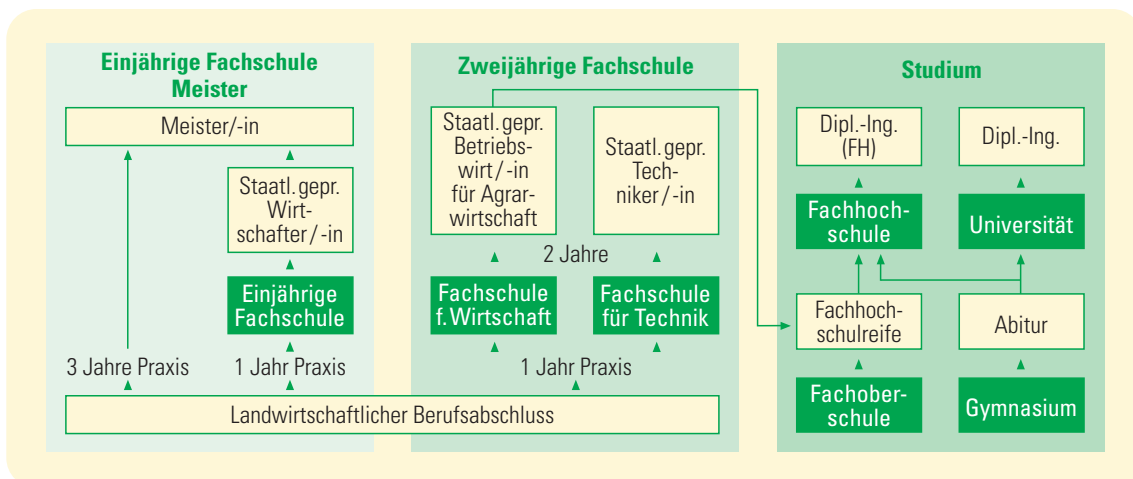 Einjährige Fachschule
Meister
Meister/-in
Staatl. gepr.
Wirt-
schafter/-in
Einjährige
Fachschule
3 Jahre Praxis
1 Jahr Praxis
Zweijährige Fachschule
Staatl. gepr.
Betriebs-
wirt/-in
für Agrar-
wirtschaft
Staatl. gepr.
Tech-
niker/-in
2 Jahre
Fachschule
f. Wirtschaft
Fachschule
für Technik
1 Jahr Praxis
Landwirtschaftlicher Berufsabschluss
Studium
Dipl.-Ing.
(FH)
Dipl.-Ing.
Fachhoch-
schule
Universität
Fachhoch-
schulreife
Abitur
Fachober-
schule
Gymnasium